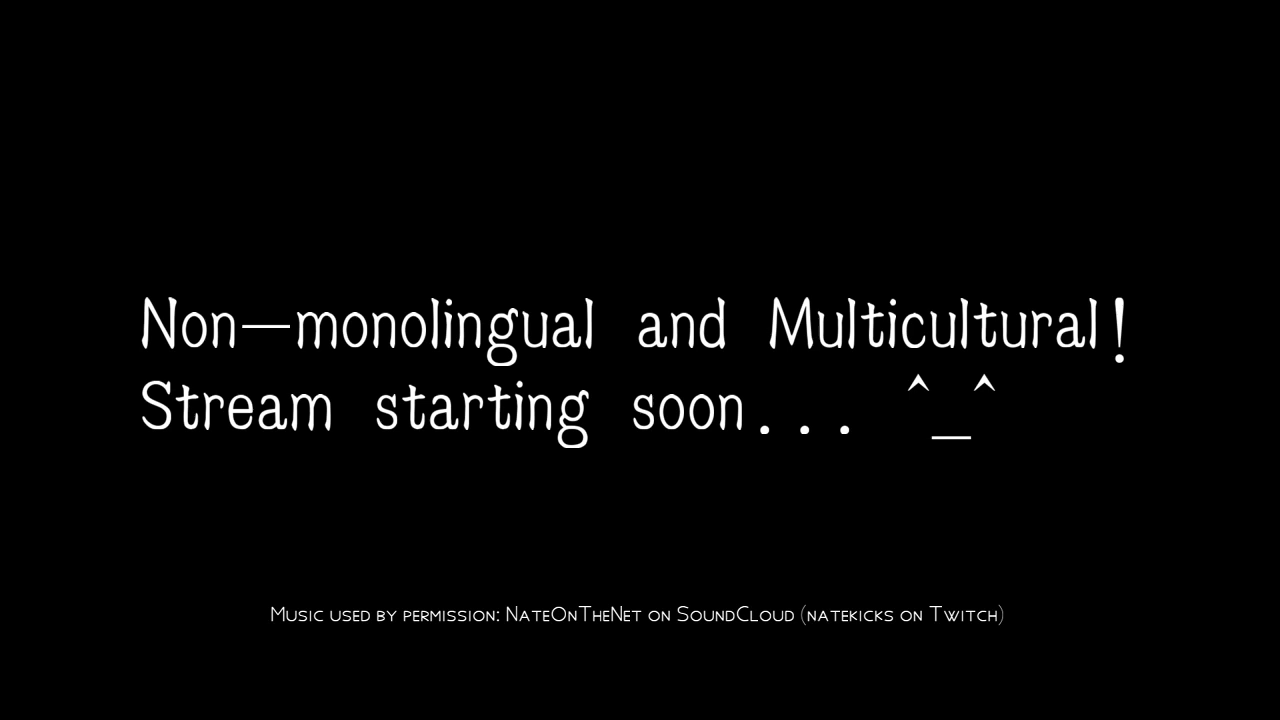 Non-monolingual and Multicultural!
Stream starting soon... ^_^
Music used by permission: NateOnTheNet on SoundCloud (natekicks on Twitch)